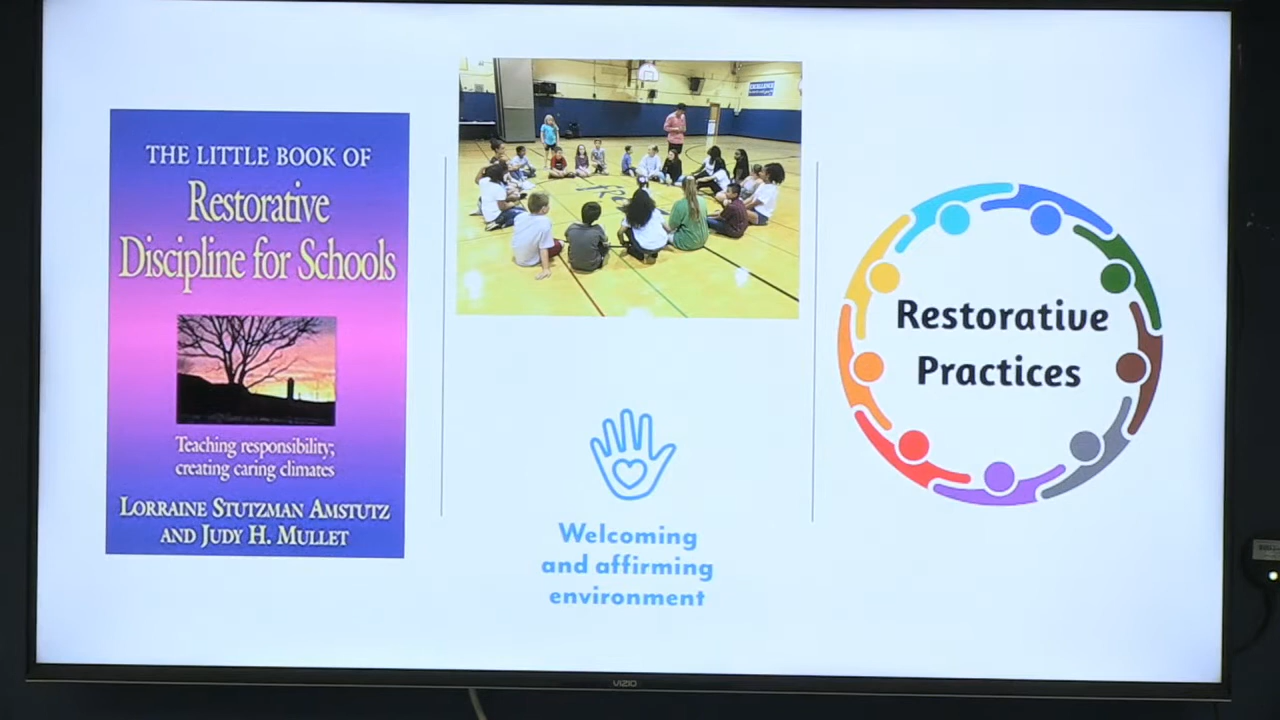 THE LITTLE BOOK OF
Restorative
Discipline for Schools
Teaching responsibility;
creating caring climates
LORRAINE STUTZMAN AMSTUTZ
AND JUDY H. MULLET
EXCELLENCE
Welcoming
and affirming
environment
Restorative
Practices
VIZIO